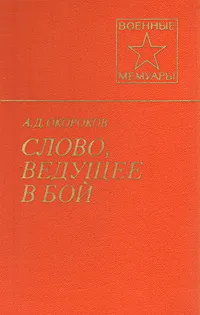 ВОЕННЫЕ
МЕМУАРЫ
А.Д.ОКОРОКОВ
СЛОВО,
ВЕДУЩЕЕ
В БОЙ